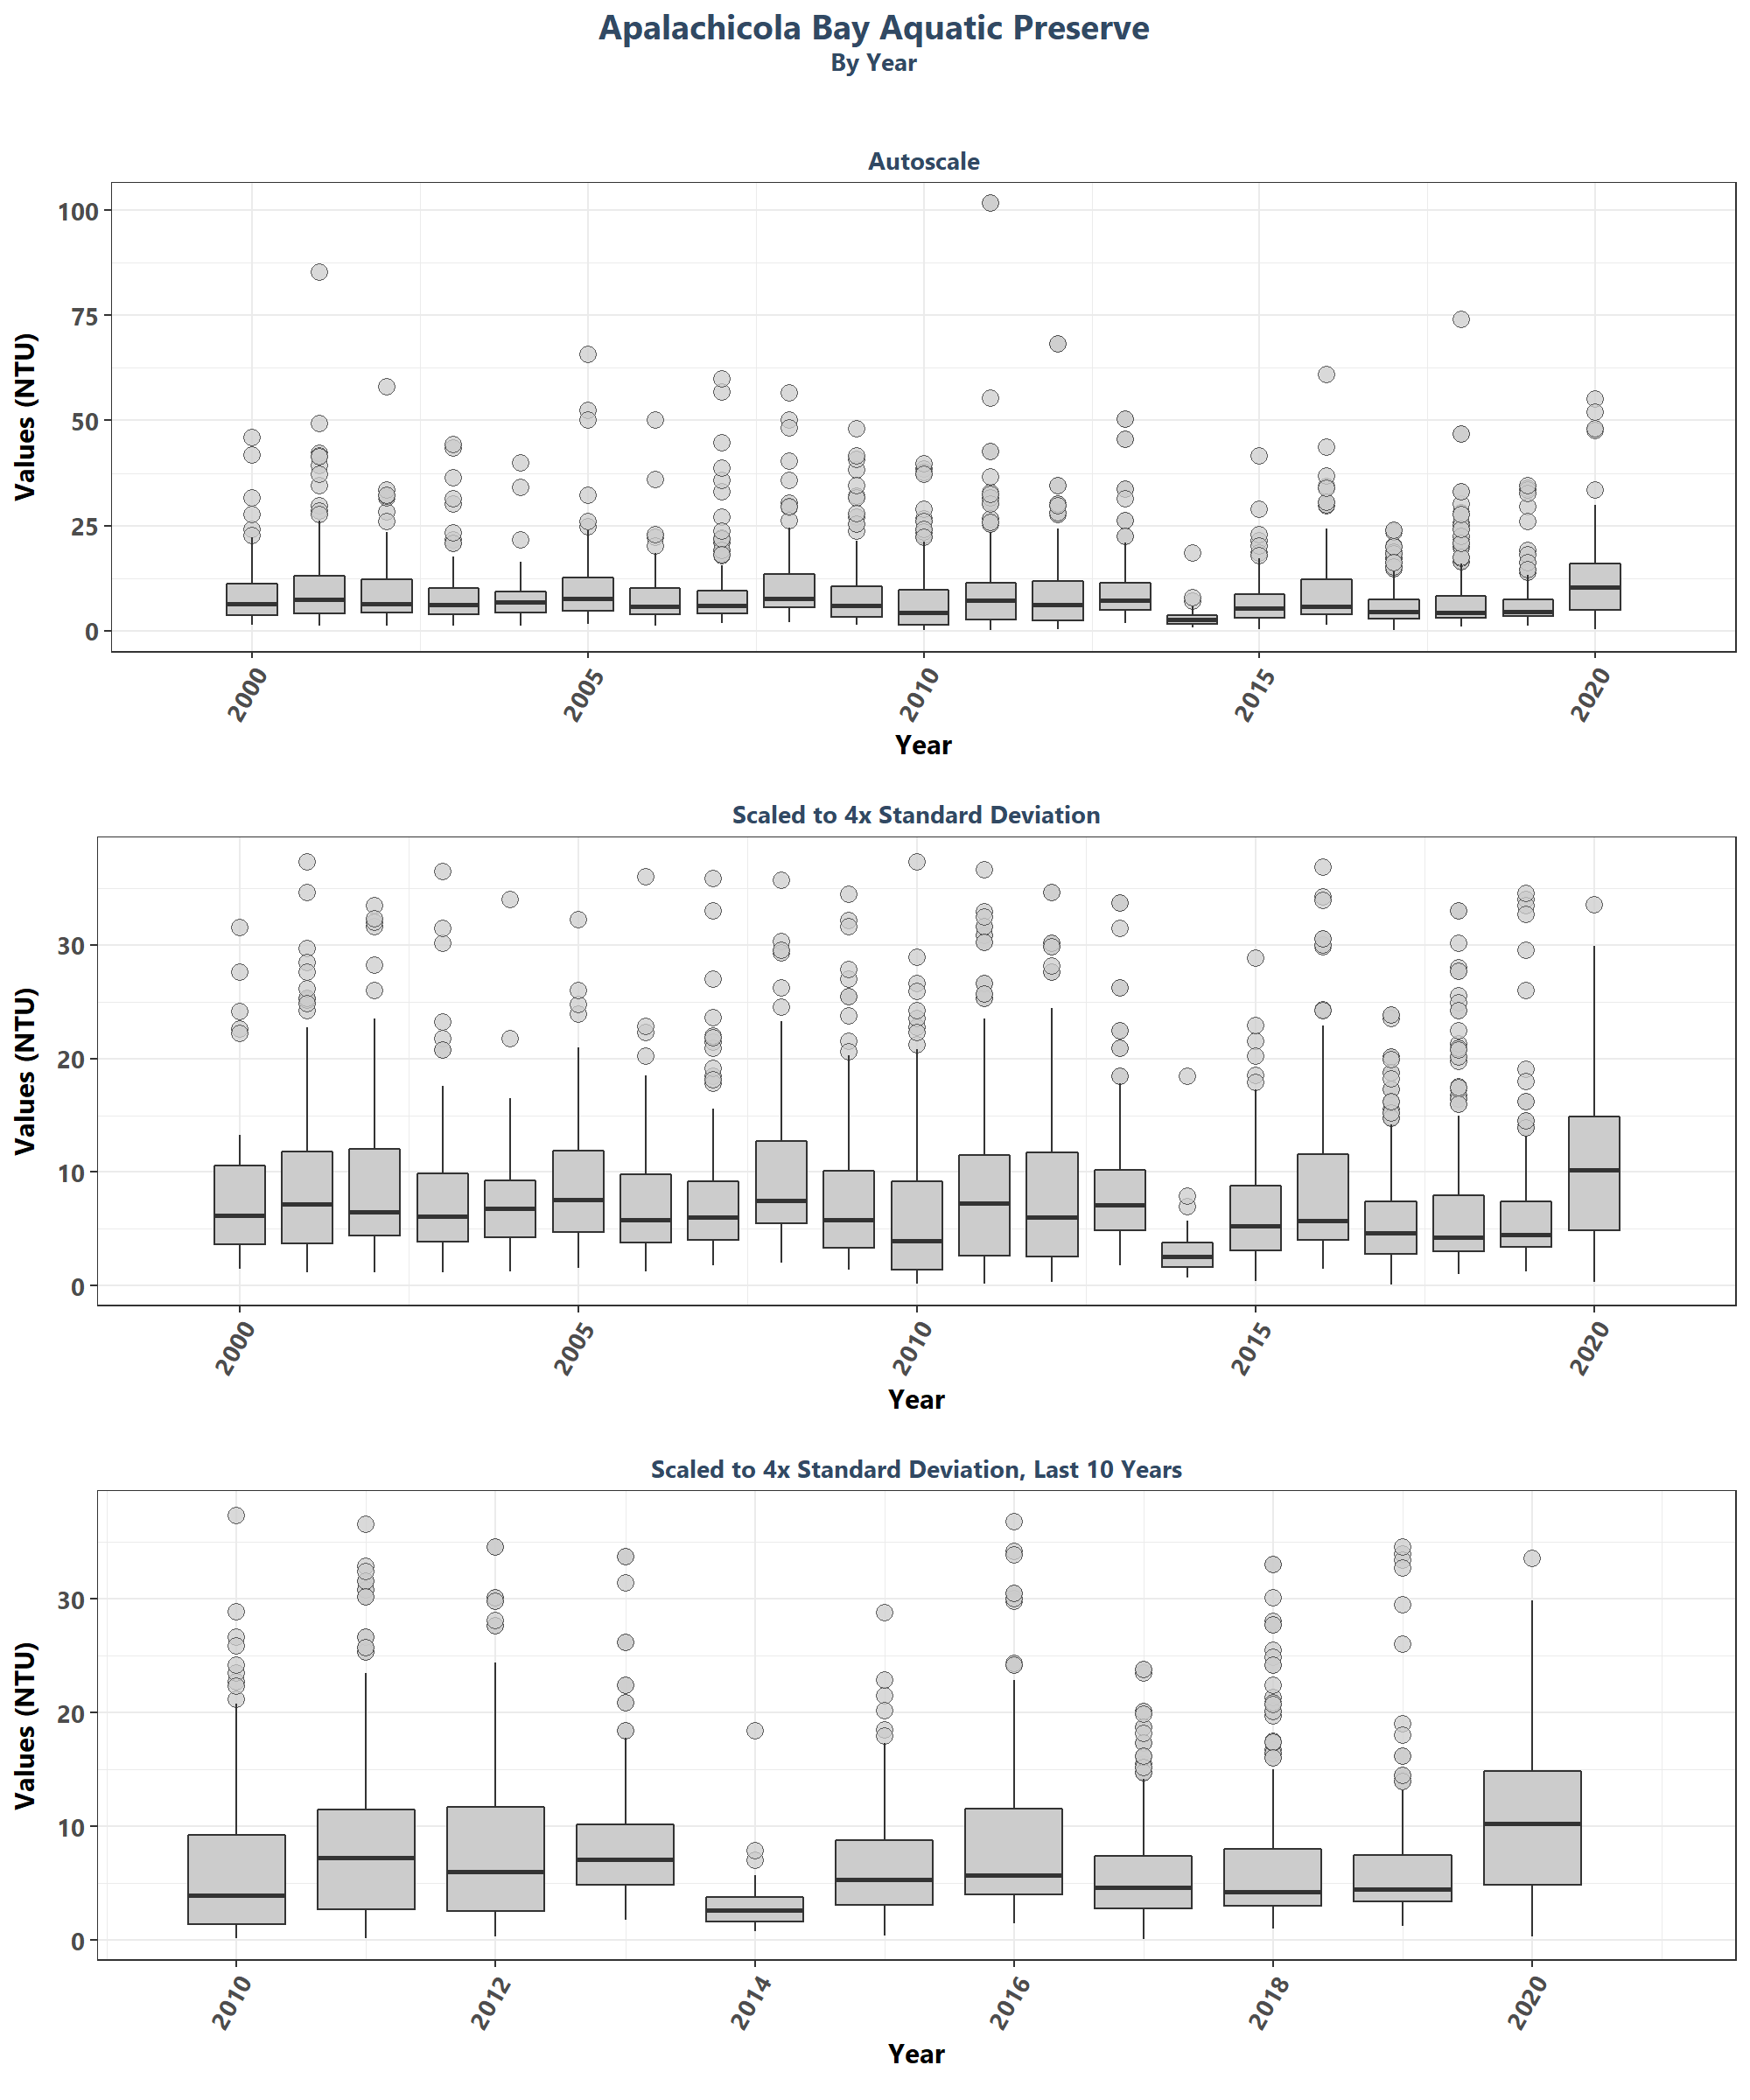 Apalachicola Bay Aquatic Preserve
By Year
Autoscale
Values (NTU)
100
75
50
25
0
2000
2005
2010
2015
2020
Year
Scaled to 4x Standard Deviation
Values (NTU)
30
20
10
0
2000
2005
2010
2015
2020
Year
Scaled to 4x Standard Deviation, Last 10 Years
Values (NTU)
30
20
10
0
2010
2012
2014
2016
2018
2020
Year